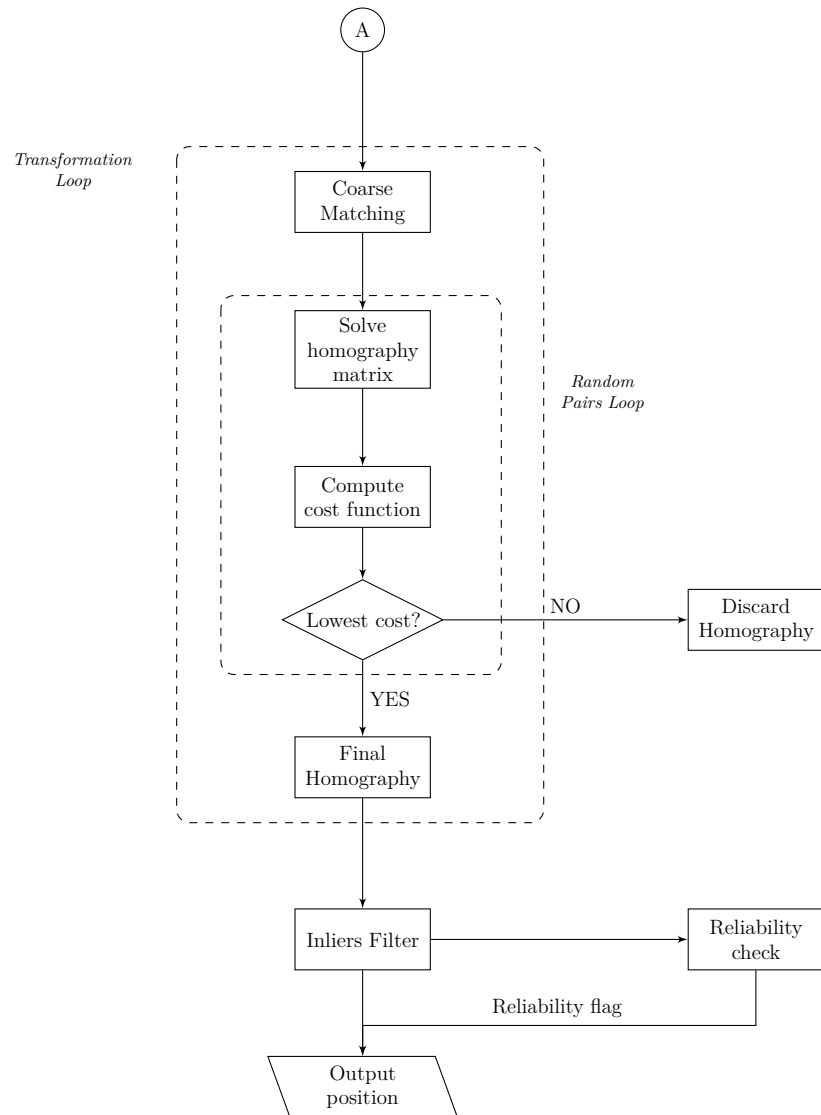 A
Transformation
Loop
Coarse
Matching
Solve
homography
matrix
Random
Pairs Loop
Compute
cost function
Lowest cost?
NO
Discard
Homography
YES
Final
Homography
Inliers Filter
Reliability
check
Reliability flag
Output
position